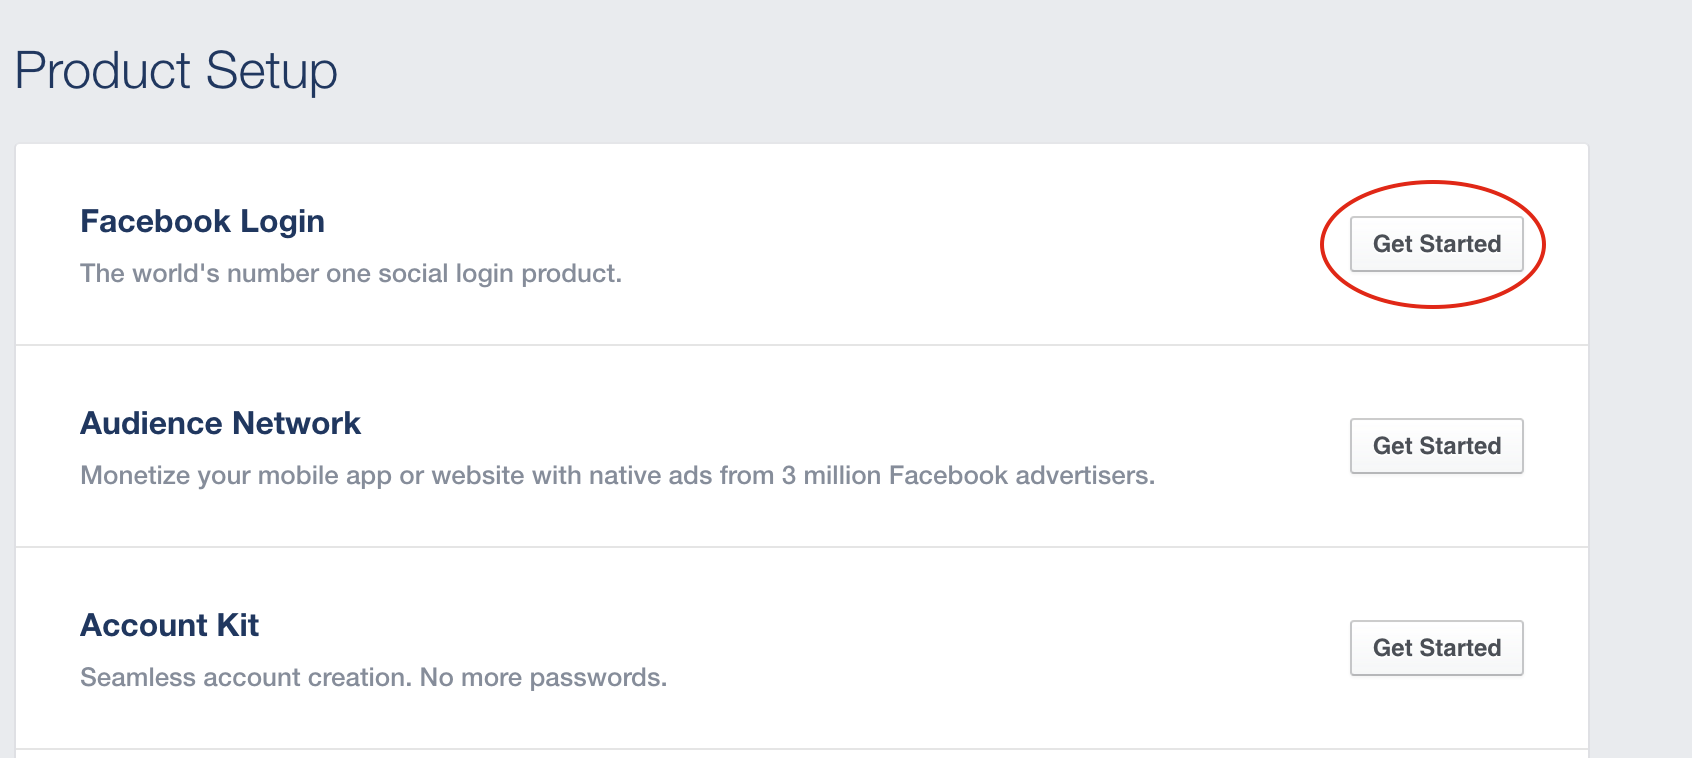 Product Setup
Facebook Login
Get Started
The world's number one social login product.
Audience Network
Get Started
Monetize your mobile app or website with native ads from 3 million Facebook advertisers.
Account Kit
Get Started
Seamless account creation. No more passwords.